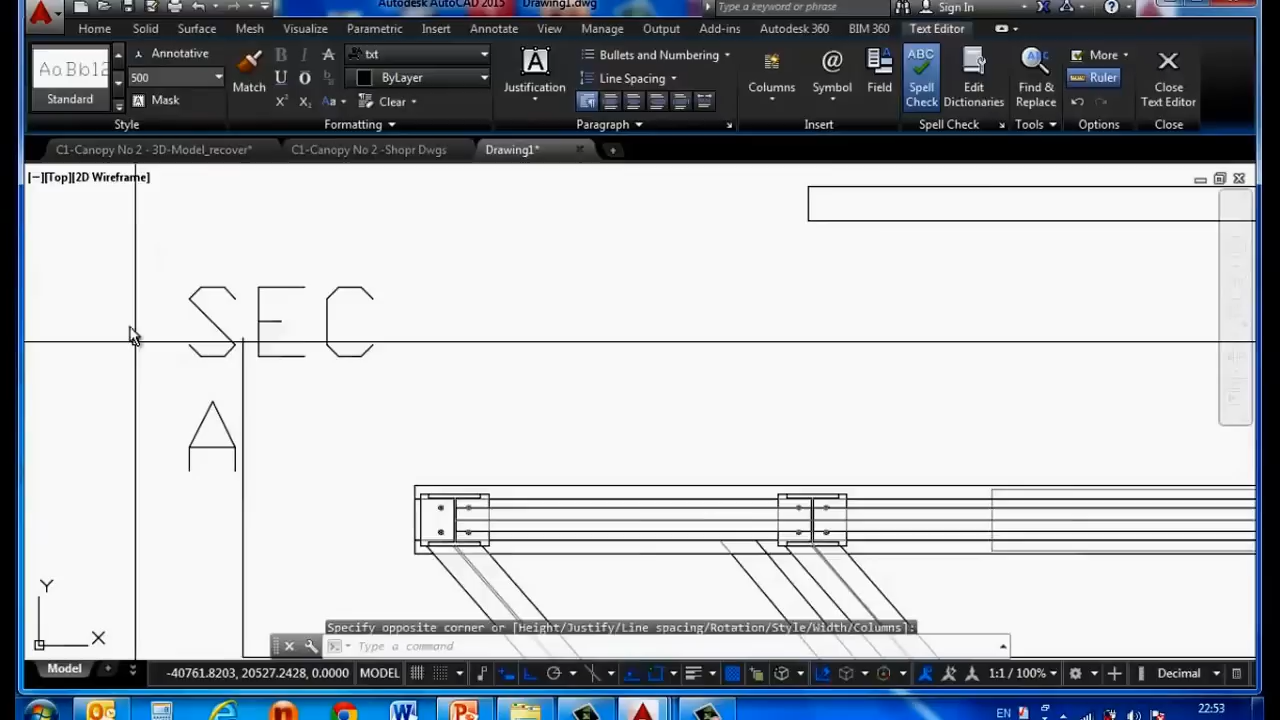 Autodesk AutoCAD 2015 Drawing1.dwg
Type a keyword or phrase
Sign In
Home Insert Solid Surface Mesh Visualize Parametric Insert Annotate View Manage Output Add-ins Autodesk 360 BIM 360 Text Editor
AaBb12
Standard
Annotative
500
Mask
Style
Match
B I A
txt
U O
ByLayer
Aa Clear
Formatting
Justification
Bullets and Numbering
Line Spacing
Paragraph
Columns
@
Symbol
Field
Insert
ABC
Spell
Check
Edit
Dictionaries
Spell Check
Find &
Replace
Tools
More
Ruler
Options
Close
Text Editor
Close
C1-Canopy No 2 - 3D-Model_recover* C1-Canopy No 2 -Shopr Dwgs Drawing1*
[−][Top][2D Wireframe]
SEC
A
Y
X
Specify opposite corner or [Height/Justify/Line spacing/Rotation/Style/Width/Columns]:
Type a command
Model
-40761.8203, 20527.2428, 0.0000 MODEL
1:1 / 100%
Decimal
EN
22:53